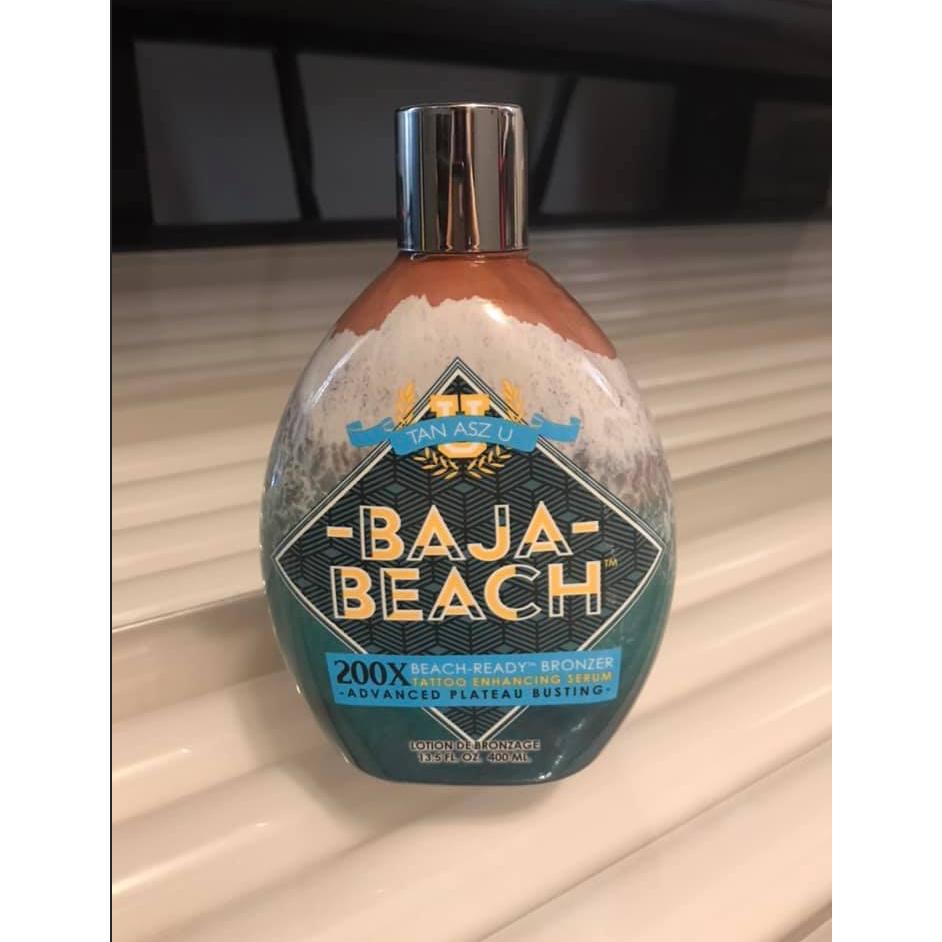 U
TAN ASZ U
-BAJA-
BEACH™
200X BEACH-READY™ BRONZER
TATTOO ENHANCING SERUM
-ADVANCED PLATEAU BUSTING-
LOTION DE BRONZAGE
13.5 FL. OZ. 400 ML